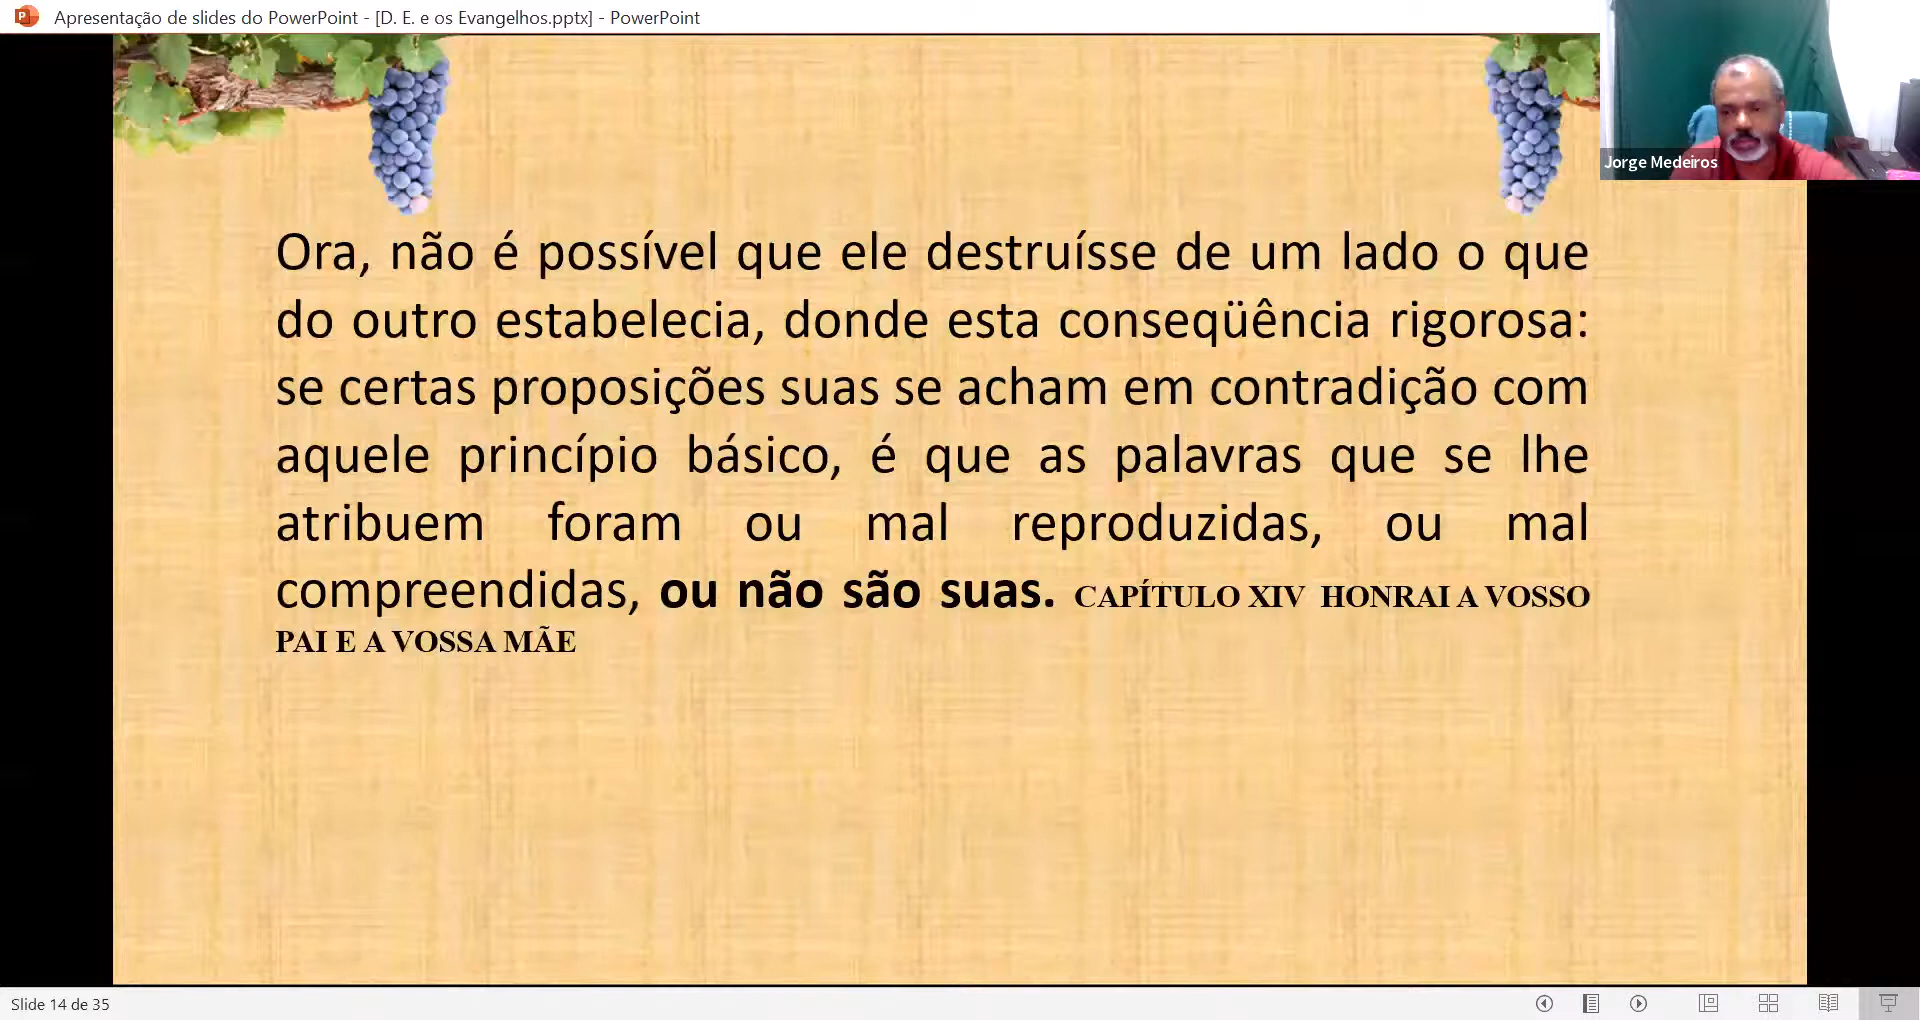 Apresentação de slides do PowerPoint - [D. E. e os Evangelhos.pptx] - PowerPoint
Jorge Medeiros
Ora, não é possível que ele destruísse de um lado o que
do outro estabelecia, donde esta conseqüência rigorosa:
se certas proposições suas se acham em contradição com
aquele princípio básico, é que as palavras que se lhe
atribuem foram ou mal reproduzidas, ou mal
compreendidas, ou não são suas. CAPÍTULO XIV HONRAI A VOSSO
PAI E A VOSSA MÃE
Slide 14 de 35